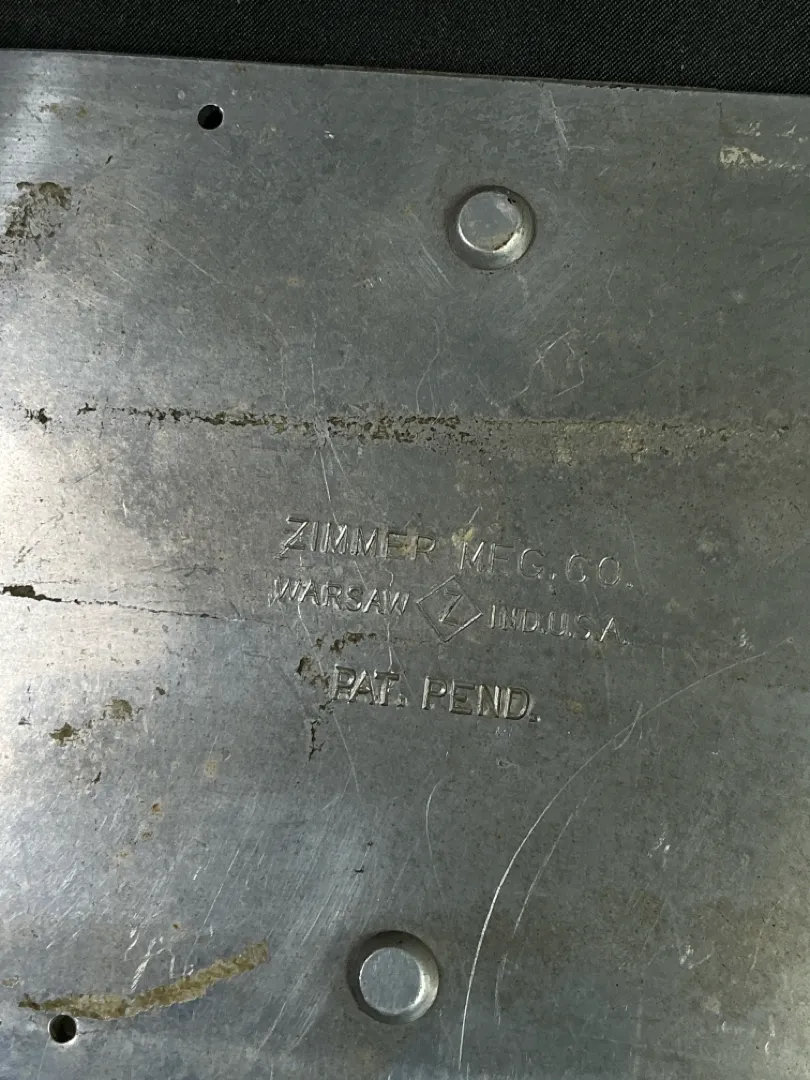 ZIMMER MFG. CO.
WARSAW Z IND. U.S.A.
PAT. PEND.